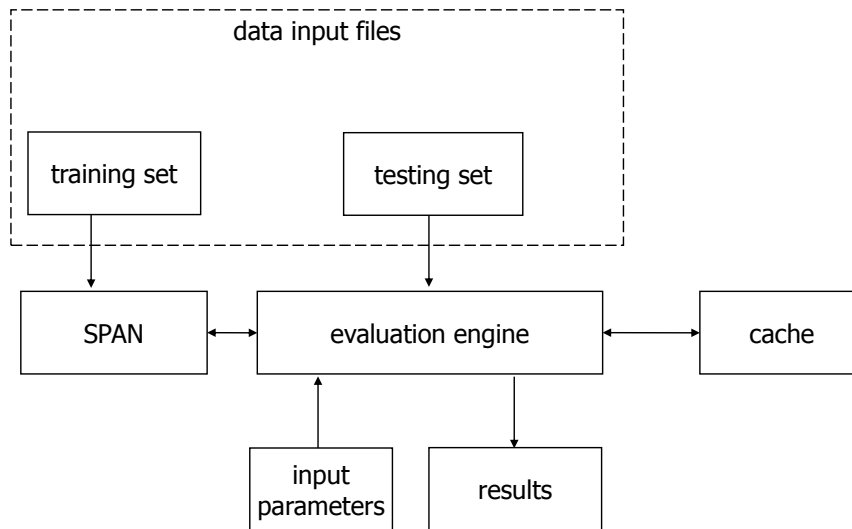 data input files
training set
testing set
SPAN
evaluation engine
cache
input
parameters
results